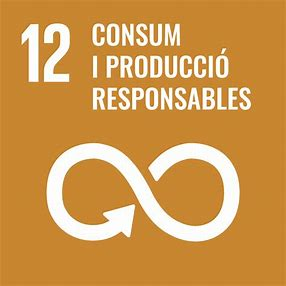 12 CONSUM
I PRODUCCIÓ
RESPONSABLES